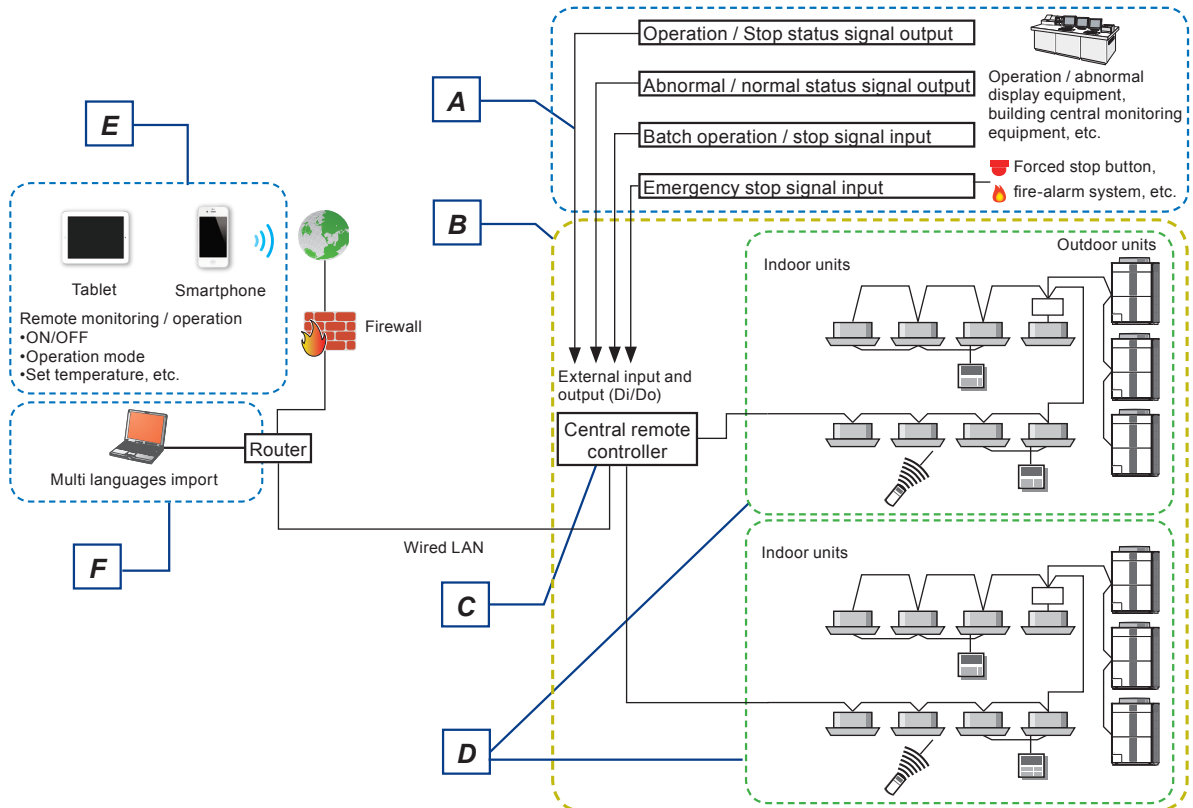 Operation / Stop status signal output
Abnormal / normal status signal output
Batch operation / stop signal input
Emergency stop signal input
Operation / abnormal
display equipment,
building central monitoring
equipment, etc.
Forced stop button,
fire-alarm system, etc.
A
E
B
Tablet
Smartphone
Remote monitoring / operation
•ON/OFF
•Operation mode
•Set temperature, etc.
Firewall
Multi languages import
Router
Wired LAN
F
External input and
output (Di/Do)
Central remote
controller
C
D
Indoor units
Outdoor units
Indoor units